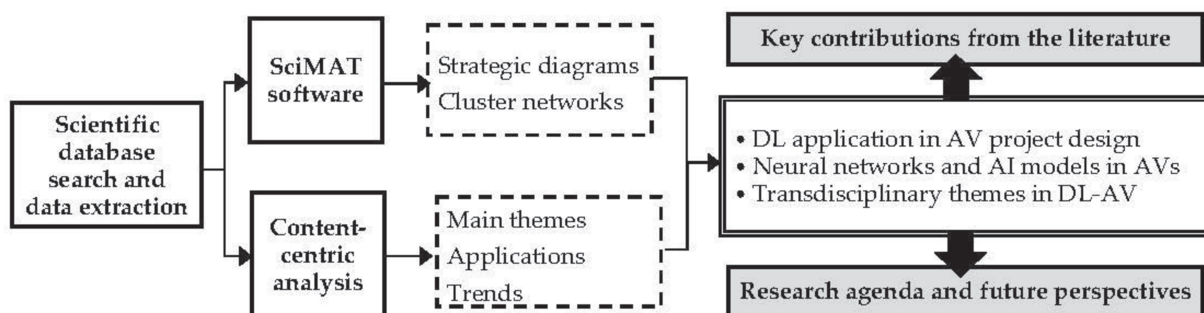 Scientific
database
search and
data extraction
SciMAT
software
Strategic diagrams
Cluster networks
Content-
centric
analysis
Main themes
Applications
Trends
Key contributions from the literature
• DL application in AV project design
• Neural networks and AI models in AVs
• Transdisciplinary themes in DL-AV
Research agenda and future perspectives